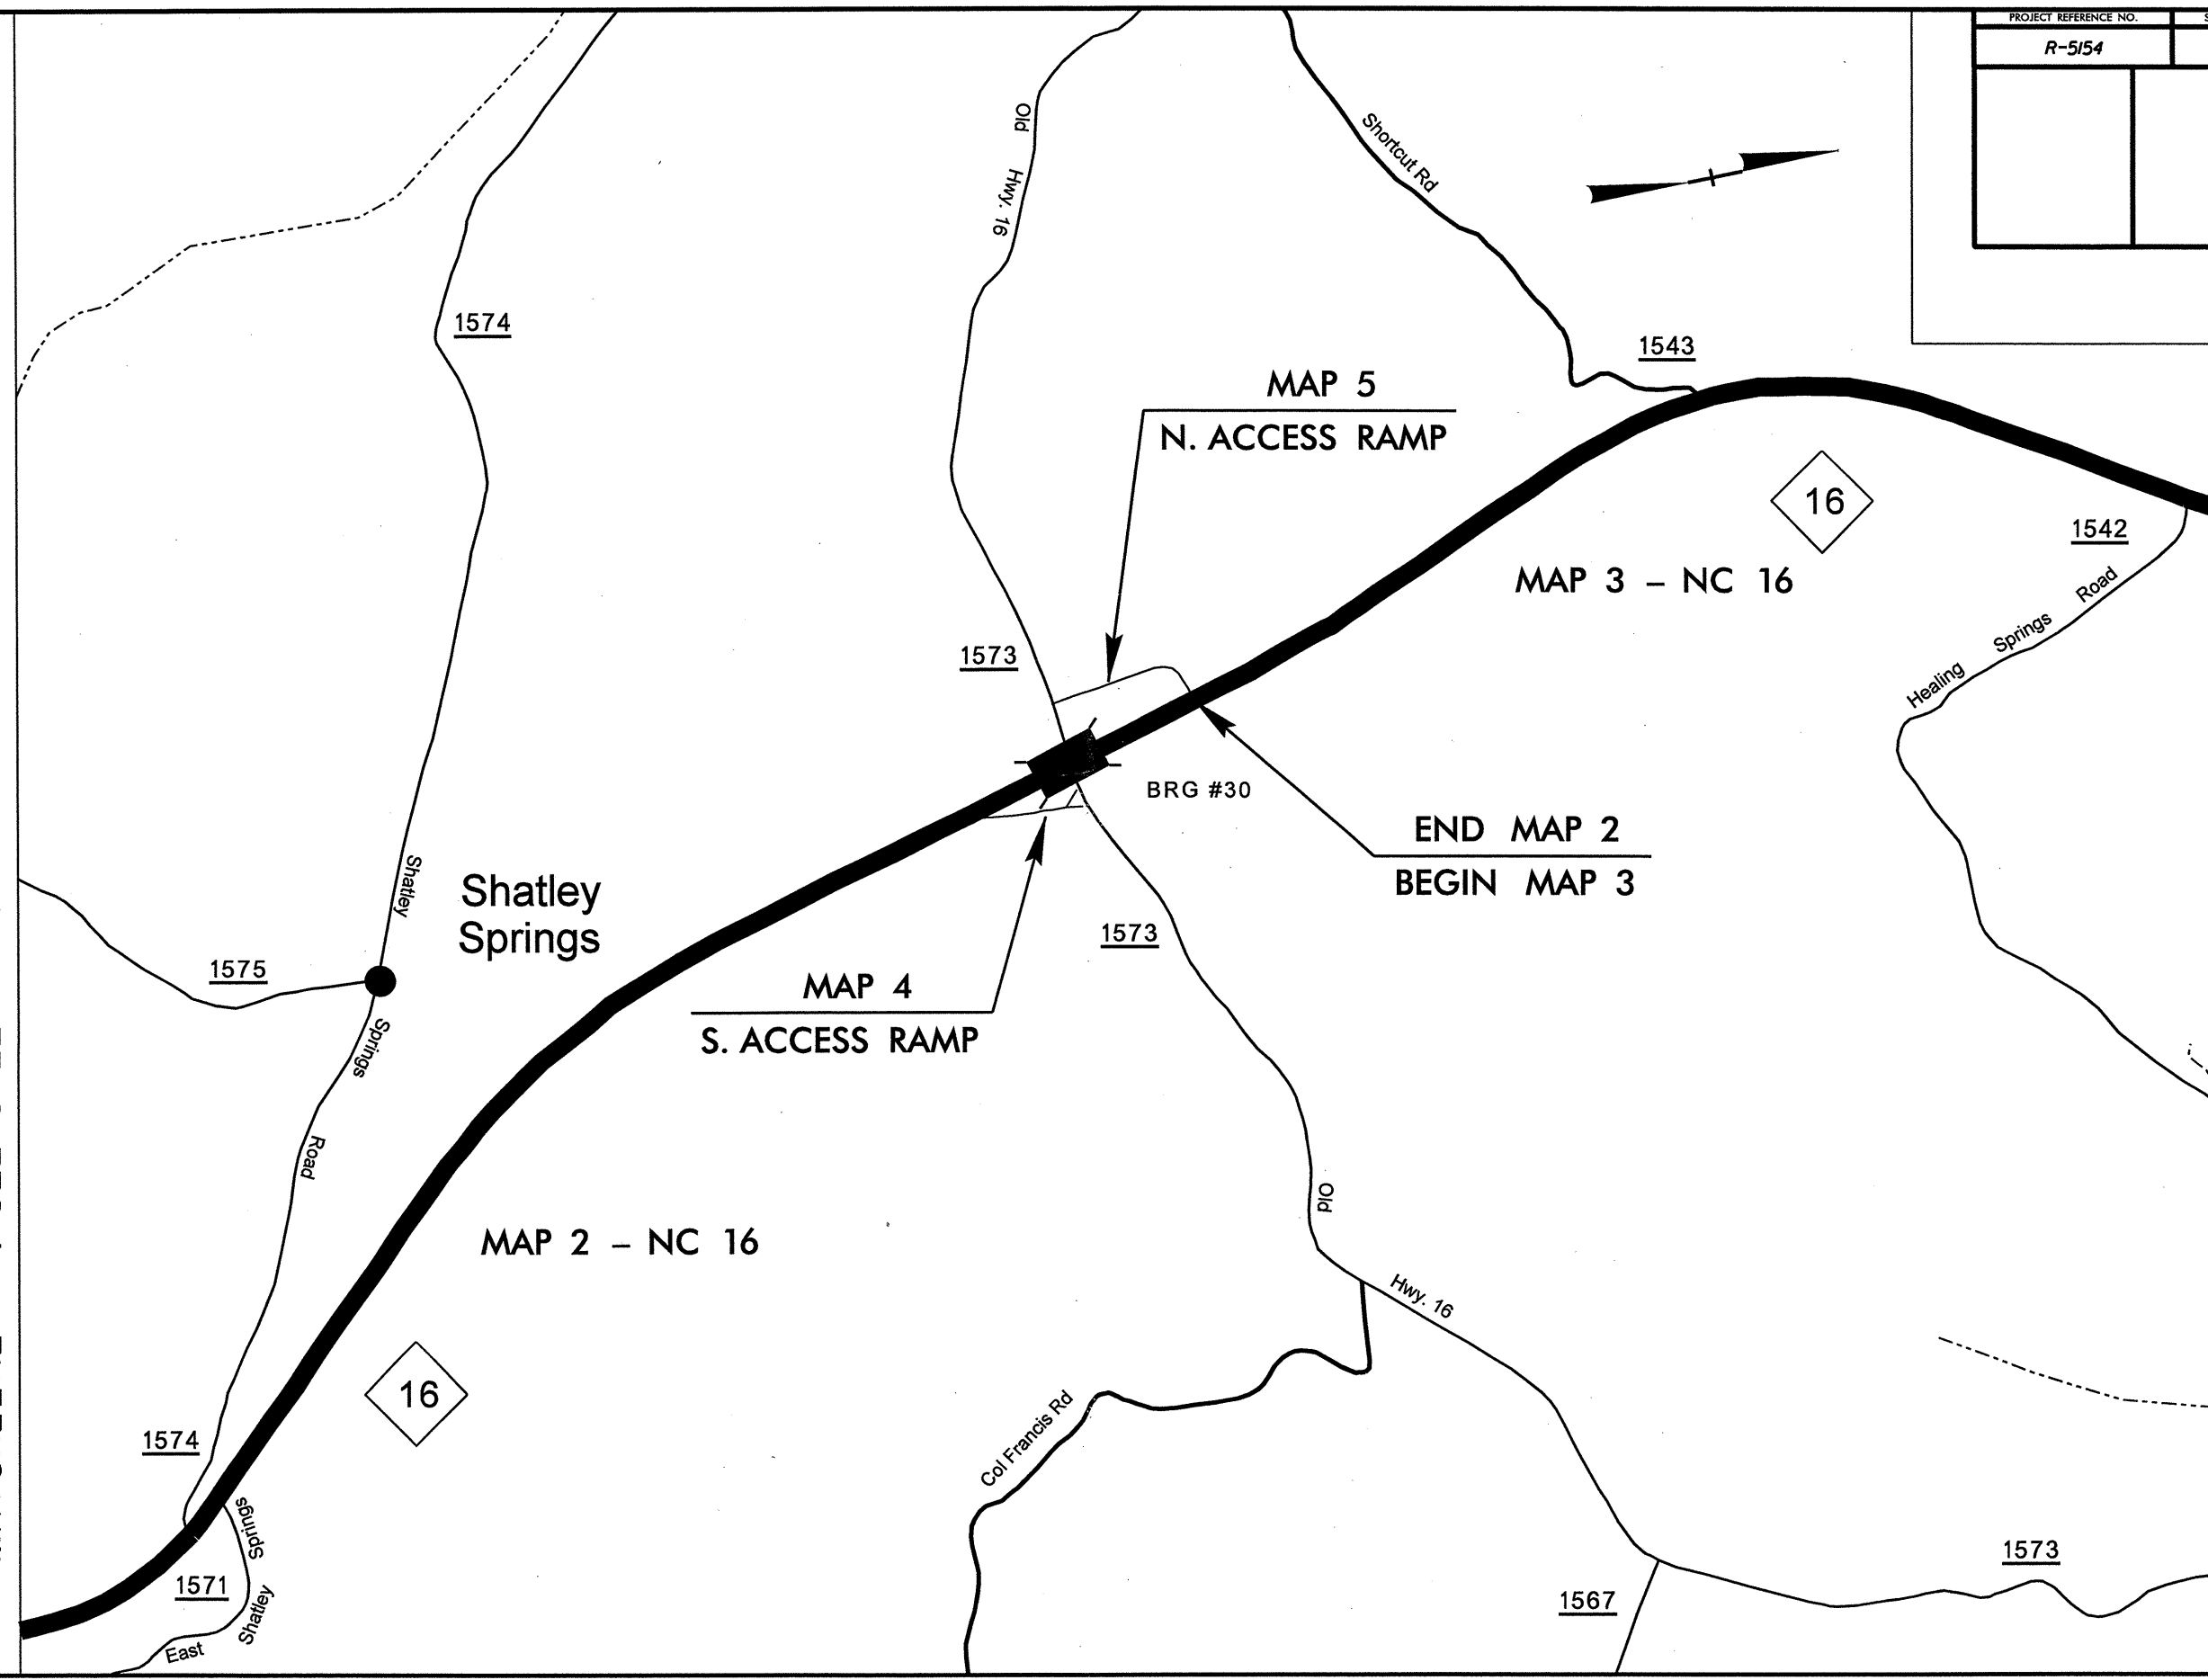 PROJECT REFERENCE NO.
R-5154
Old
Hwy. 16
Shortcut Rd
1574
1543
MAP 5
N. ACCESS RAMP
16
1542
MAP 3 – NC 16
Healing Springs Road
1573
BRG #30
END MAP 2
BEGIN MAP 3
Shatley
Springs
Shatley
Springs
Road
1573
1575
MAP 4
S. ACCESS RAMP
Old
Hwy. 16
MAP 2 – NC 16
16
Col Francis Rd
1574
1571
East Shatley Springs
1573
1567